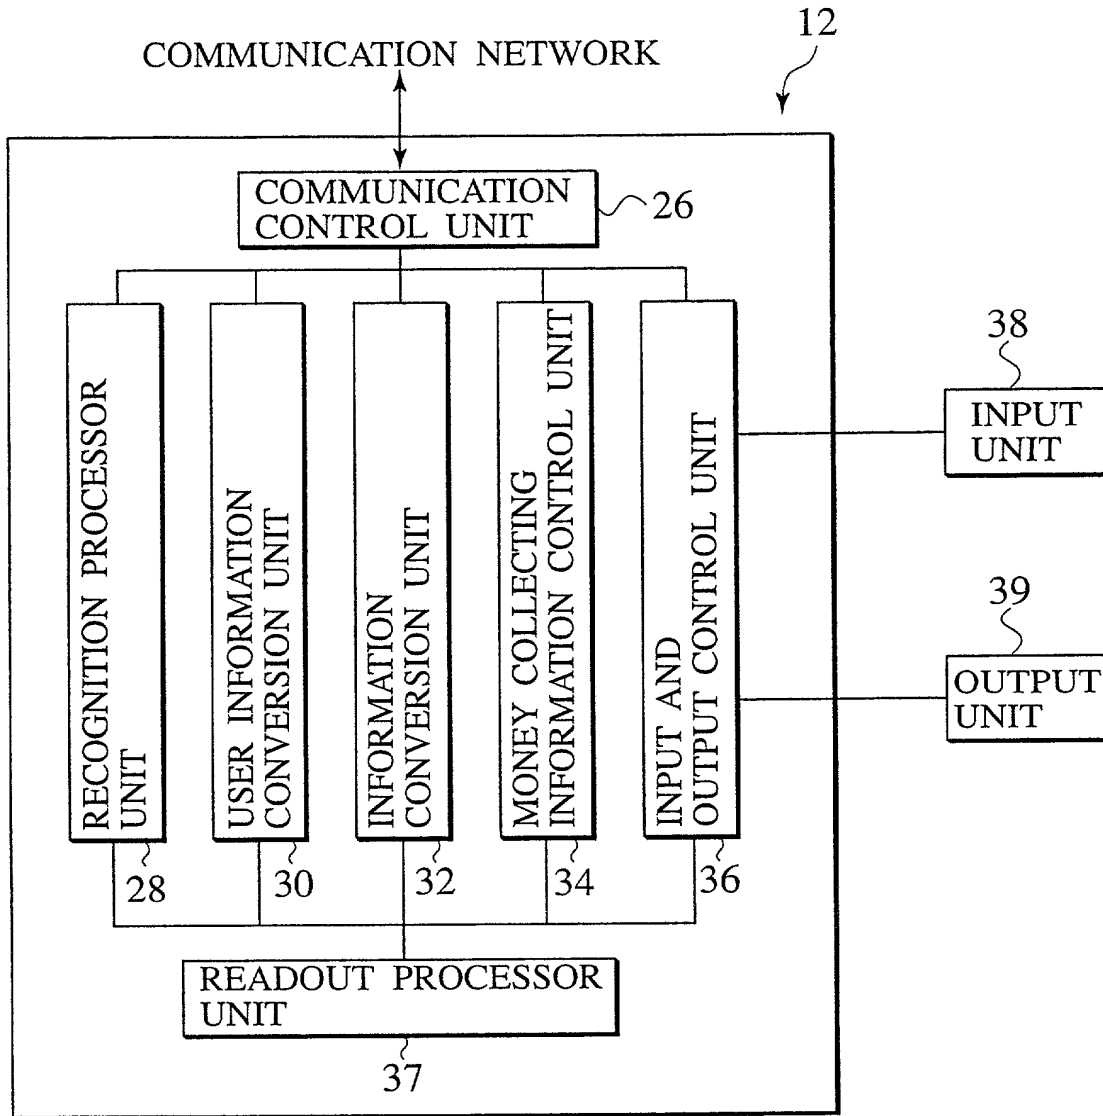 12
COMMUNICATION NETWORK
COMMUNICATION
CONTROL UNIT
26
RECOGNITION PROCESSOR
UNIT
28
USER INFORMATION
CONVERSION UNIT
30
INFORMATION
CONVERSION UNIT
32
MONEY COLLECTING
INFORMATION CONTROL UNIT
34
INPUT AND
OUTPUT CONTROL UNIT
36
38
INPUT
UNIT
39
OUTPUT
UNIT
READOUT PROCESSOR
UNIT
37